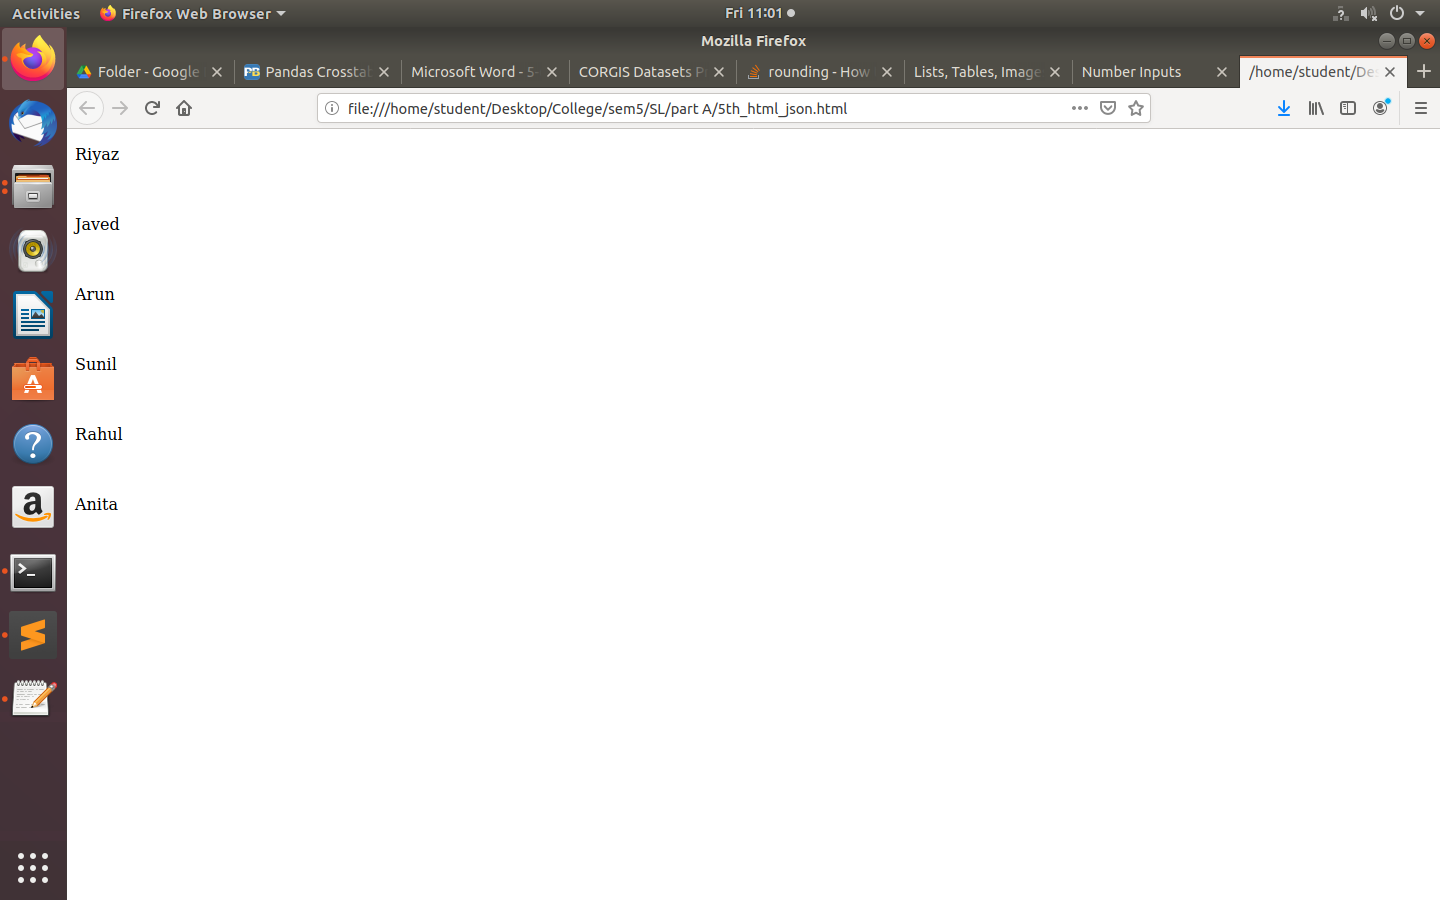 Activities Firefox Web Browser Fri 11:01
Mozilla Firefox
Folder - Google Pandas Crosstab Microsoft Word - 5- CORGIS Datasets P rounding - How Lists, Tables, Image Number Inputs /home/student/Des
file:///home/student/Desktop/College/sem5/SL/part A/5th_html_json.html
Riyaz
Javed
Arun
Sunil
Rahul
Anita